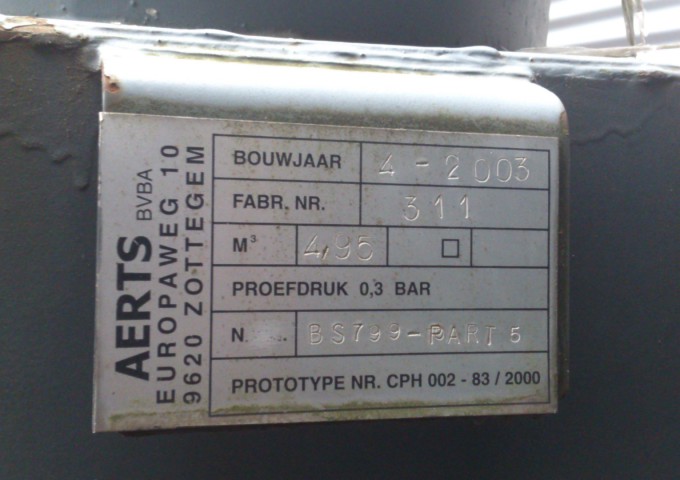 AERTS BVBA
EUROPAWEG 10
9620 ZOTTEGEM
BOUWJAAR 4-2003
FABR. NR. 311
M³ 4,95
PROEFDRUK 0,3 BAR
BS799-PART 5
PROTOTYPE NR. CPH 002 - 83 / 2000